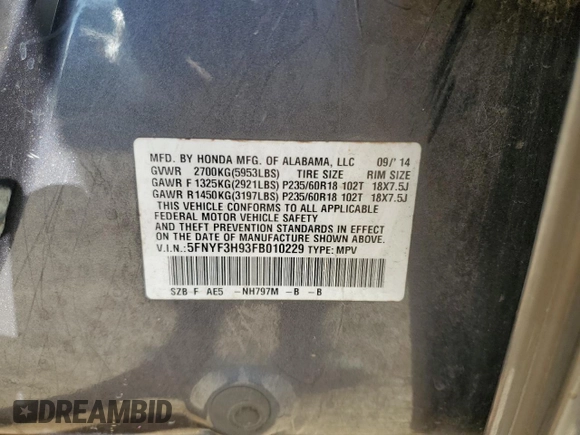 MFD. BY HONDA MFG. OF ALABAMA, LLC 09/'14
GVWR 2700KG(5953LBS) TIRE SIZE RIM SIZE
GAWR F 1325KG(2921LBS) P235/60R18 102T 18X7.5J
GAWR R1450KG(3197LBS) P235/60R18 102T 18X7.5J
THIS VEHICLE CONFORMS TO ALL APPLICABLE
FEDERAL MOTOR VEHICLE SAFETY
AND THEFT PREVENTION STANDARDS IN EFFECT
ON THE DATE OF MANUFACTURE SHOWN ABOVE.
V.I.N.: 5FNYF3H93FB010229 TYPE: MPV
SZB-F AE5 -NH797M -B -B
DREAMBID